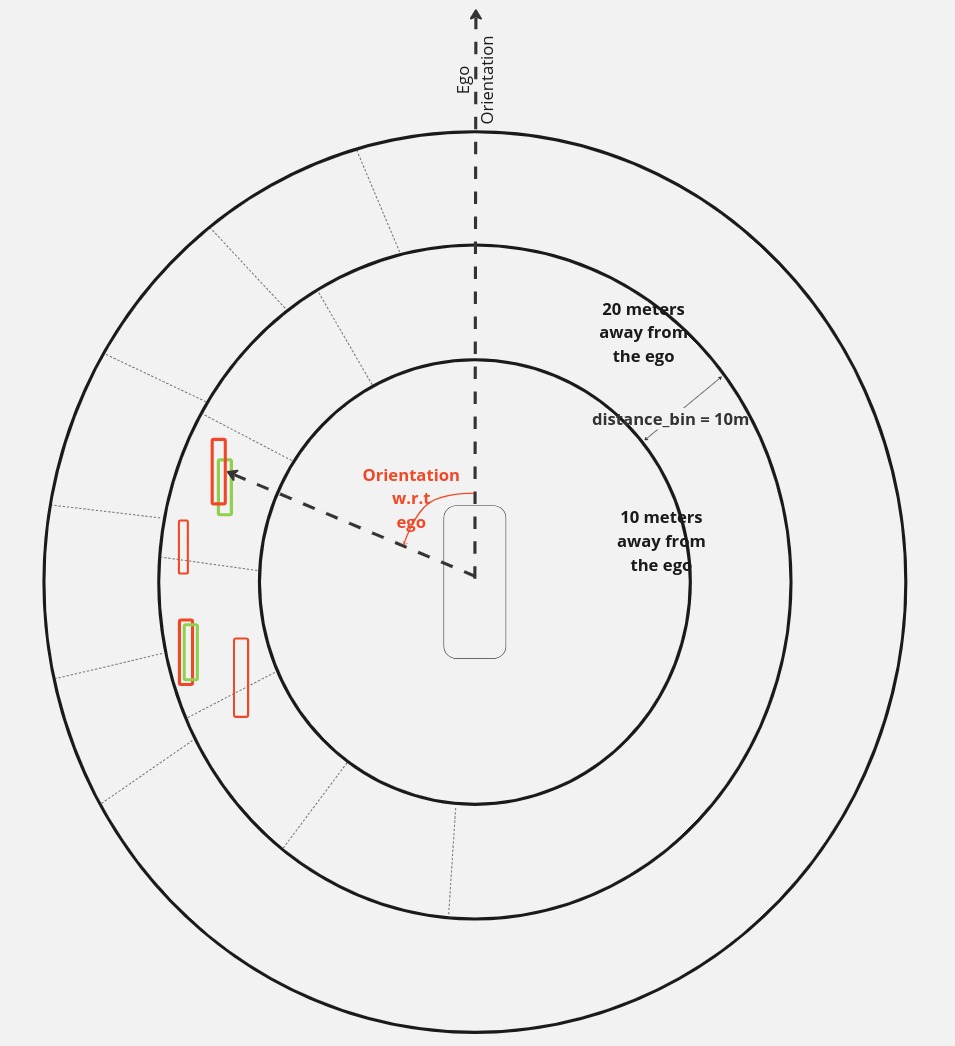 Ego
Orientation
20 meters
away from
the ego
distance_bin = 10m
Orientation
w.r.t
ego
10 meters
away from
the ego